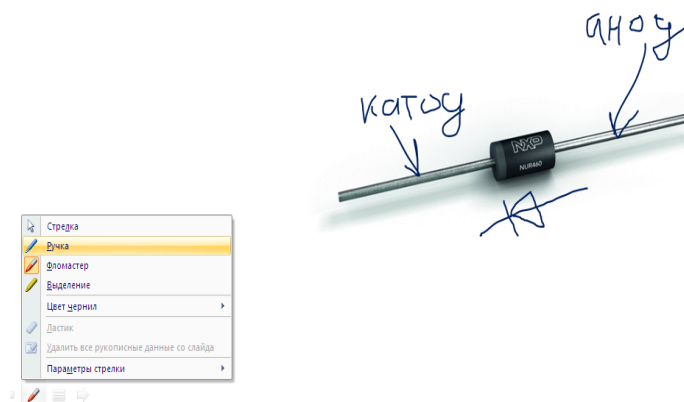 анод
катод
NXP
NUR460
Стрелка
Ручка
Фломастер
Выделение
Цвет чернил
Ластик
Удалить все рукописные данные со слайда
Параметры стрелки